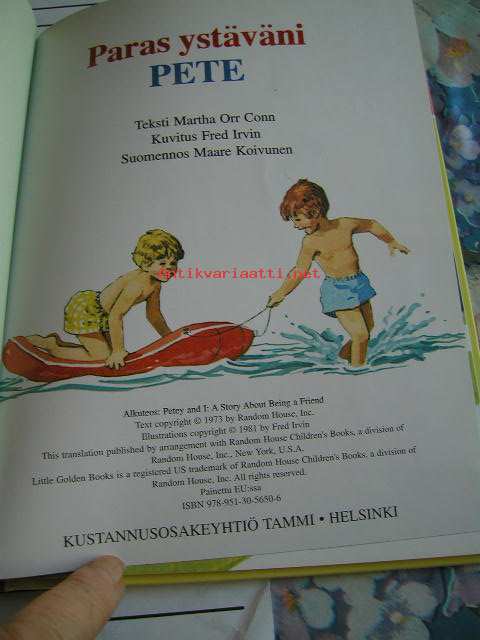 Paras ystäväni
PETE
Teksti Martha Orr Conn
Kuvitus Fred Irvin
Suomennos Maare Koivunen
antikvariaatti.net
Alkuteos: Petey and I: A Story About Being a Friend
Text copyright © 1973 by Random House, Inc.
Illustrations copyright © 1981 by Fred Irvin
This translation published by arrangement with Random House Children's Books, a division of
Random House, Inc., New York, U.S.A.
Little Golden Books is a registered US trademark of Random House Children's Books, a division of
Random House, Inc. All rights reserved.
Painettu EU:ssa
ISBN 978-951-30-5650-6
KUSTANNUSOSAKEYHTIÖ TAMMI • HELSINKI